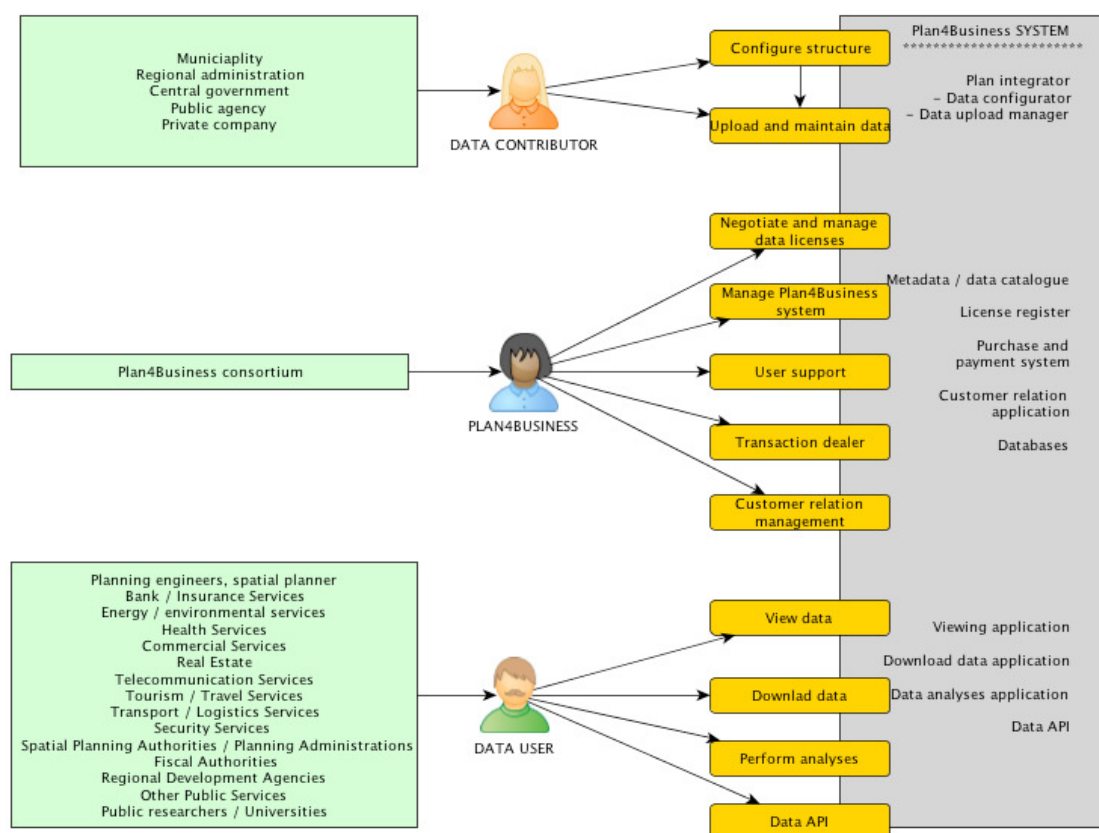 Municiaplity
Regional administration
Central government
Public agency
Private company
DATA CONTRIBUTOR
Configure structure
Upload and maintain data
Plan4Business SYSTEM
************************
Plan integrator
– Data configurator
– Data upload manager
Plan4Business consortium
PLAN4BUSINESS
Negotiate and manage
data licenses
Manage Plan4Business
system
User support
Transaction dealer
Customer relation
management
Metadata / data catalogue
License register
Purchase and
payment system
Customer relation
application
Databases
Planning engineers, spatial planner
Bank / Insurance Services
Energy / environmental services
Health Services
Commercial Services
Real Estate
Telecommunication Services
Tourism / Travel Services
Transport / Logistics Services
Security Services
Spatial Planning Authorities / Planning Administrations
Fiscal Authorities
Regional Development Agencies
Other Public Services
Public researchers / Universities
DATA USER
View data
Downlad data
Perform analyses
Data API
Viewing application
Download data application
Data analyses application
Data API